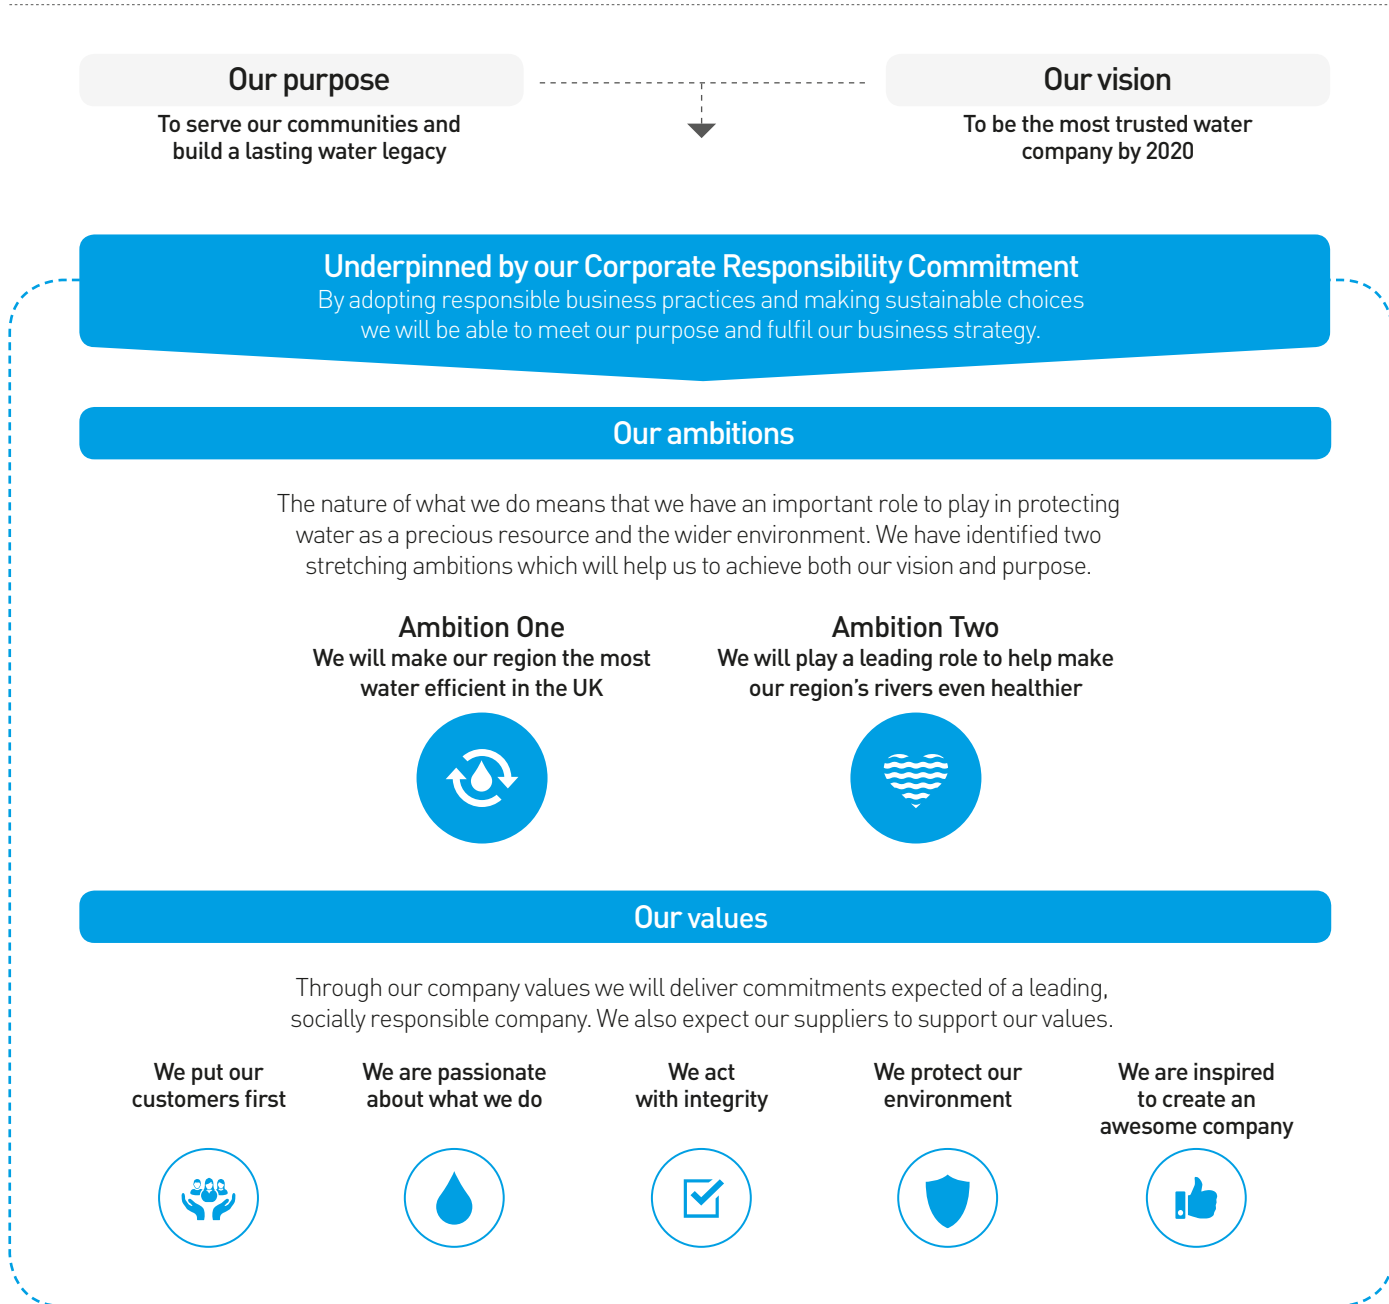 Our purpose
To serve our communities and
build a lasting water legacy
Our vision
To be the most trusted water
company by 2020
Underpinned by our Corporate Responsibility Commitment
By adopting responsible business practices and making sustainable choices
we will be able to meet our purpose and fulfil our business strategy.
Our ambitions
The nature of what we do means that we have an important role to play in protecting
water as a precious resource and the wider environment. We have identified two
stretching ambitions which will help us to achieve both our vision and purpose.
Ambition One
We will make our region the most
water efficient in the UK
Ambition Two
We will play a leading role to help make
our region's rivers even healthier
Our values
Through our company values we will deliver commitments expected of a leading,
socially responsible company. We also expect our suppliers to support our values.
We put our
customers first
We are passionate
about what we do
We act
with integrity
We protect our
environment
We are inspired
to create an
awesome company